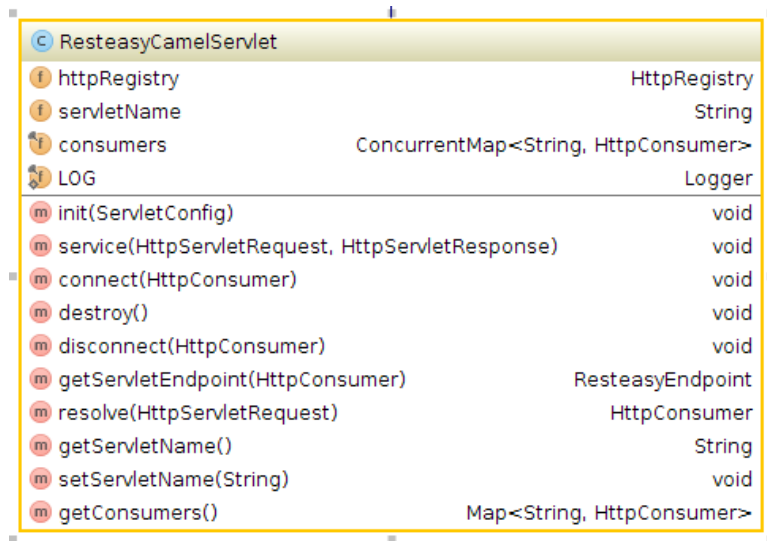 C ResteasyCamelServlet
f httpRegistry HttpRegistry
f servletName String
f consumers ConcurrentMap<String, HttpConsumer>
f LOG Logger
m init(ServletConfig) void
m service(HttpServletRequest, HttpServletResponse) void
m connect(HttpConsumer) void
m destroy() void
m disconnect(HttpConsumer) void
m getServletEndpoint(HttpConsumer) ResteasyEndpoint
m resolve(HttpServletRequest) HttpConsumer
m getServletName() String
m setServletName(String) void
m getConsumers() Map<String, HttpConsumer>